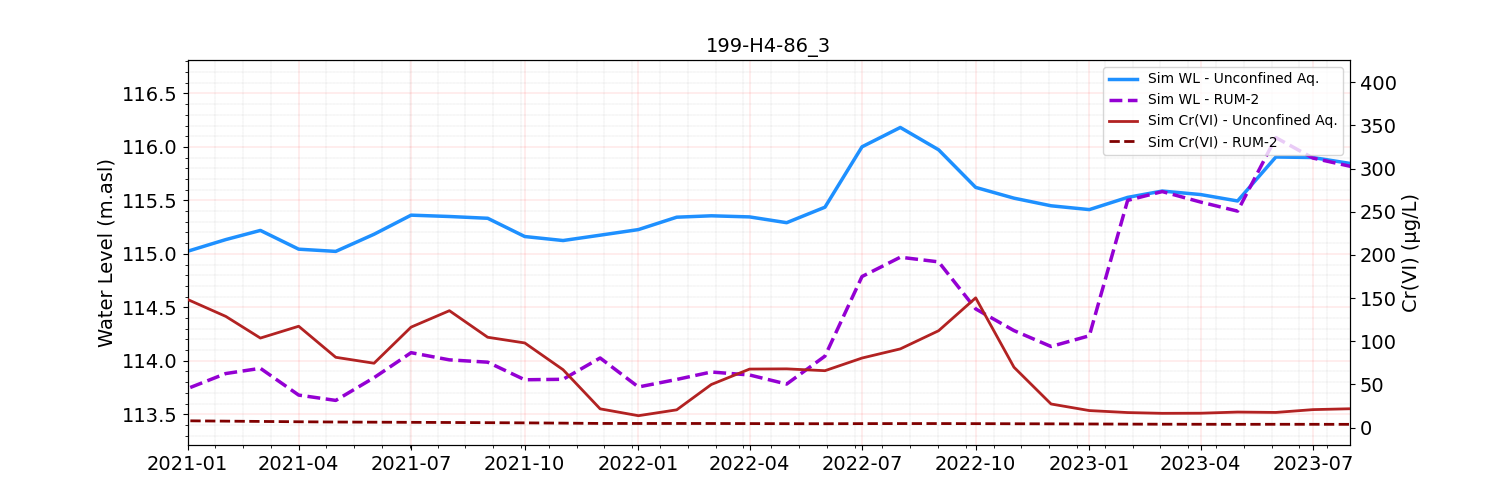 199-H4-86_3
Water Level (m.asl)
116.5
116.0
115.5
115.0
114.5
114.0
113.5
Sim WL - Unconfined Aq.
Sim WL - RUM-2
Sim Cr(VI) - Unconfined Aq.
Sim Cr(VI) - RUM-2
400
350
300
250
200
150
100
50
0
Cr(VI) (µg/L)
2021-01 2021-04 2021-07 2021-10 2022-01 2022-04 2022-07 2022-10 2023-01 2023-04 2023-07